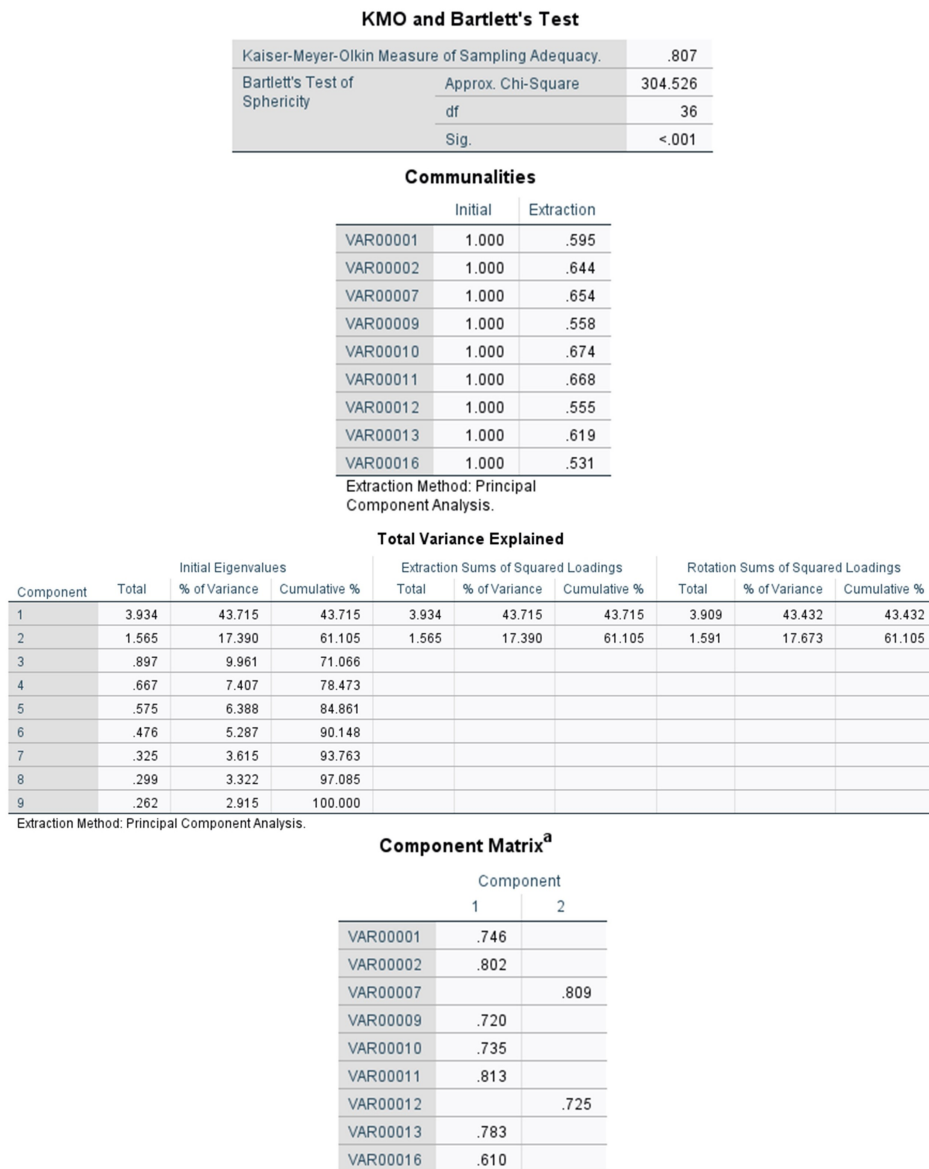 KMO and Bartlett's Test
Kaiser-Meyer-Olkin Measure of Sampling Adequacy. .807
Bartlett's Test of Sphericity Approx. Chi-Square 304.526
df 36
Sig. <.001
Communalities
Initial Extraction
VAR00001 1.000 .595
VAR00002 1.000 .644
VAR00007 1.000 .654
VAR00009 1.000 .558
VAR00010 1.000 .674
VAR00011 1.000 .668
VAR00012 1.000 .555
VAR00013 1.000 .619
VAR00016 1.000 .531
Extraction Method: Principal
Component Analysis.
Total Variance Explained
Initial Eigenvalues Extraction Sums of Squared Loadings Rotation Sums of Squared Loadings
Component Total % of Variance Cumulative % Total % of Variance Cumulative % Total % of Variance Cumulative %
1 3.934 43.715 43.715 3.934 43.715 43.715 3.909 43.432 43.432
2 1.565 17.390 61.105 1.565 17.390 61.105 1.591 17.673 61.105
3 .897 9.961 71.066
4 .667 7.407 78.473
5 .575 6.388 84.861
6 .476 5.287 90.148
7 .325 3.615 93.763
8 .299 3.322 97.085
9 .262 2.915 100.000
Extraction Method: Principal Component Analysis.
Component Matrixa
Component
1 2
VAR00001 .746
VAR00002 .802
VAR00007 .809
VAR00009 .720
VAR00010 .735
VAR00011 .813
VAR00012 .725
VAR00013 .783
VAR00016 .610